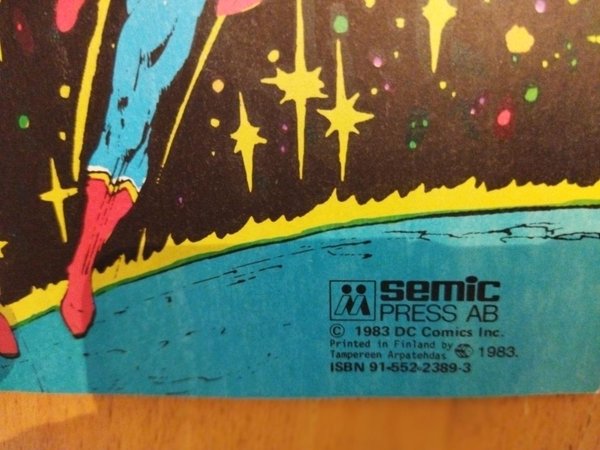 semic
PRESS AB
© 1983 DC Comics Inc.
Printed in Finland by
Tampereen Arpatehdas 1983.
ISBN 91-552-2389-3